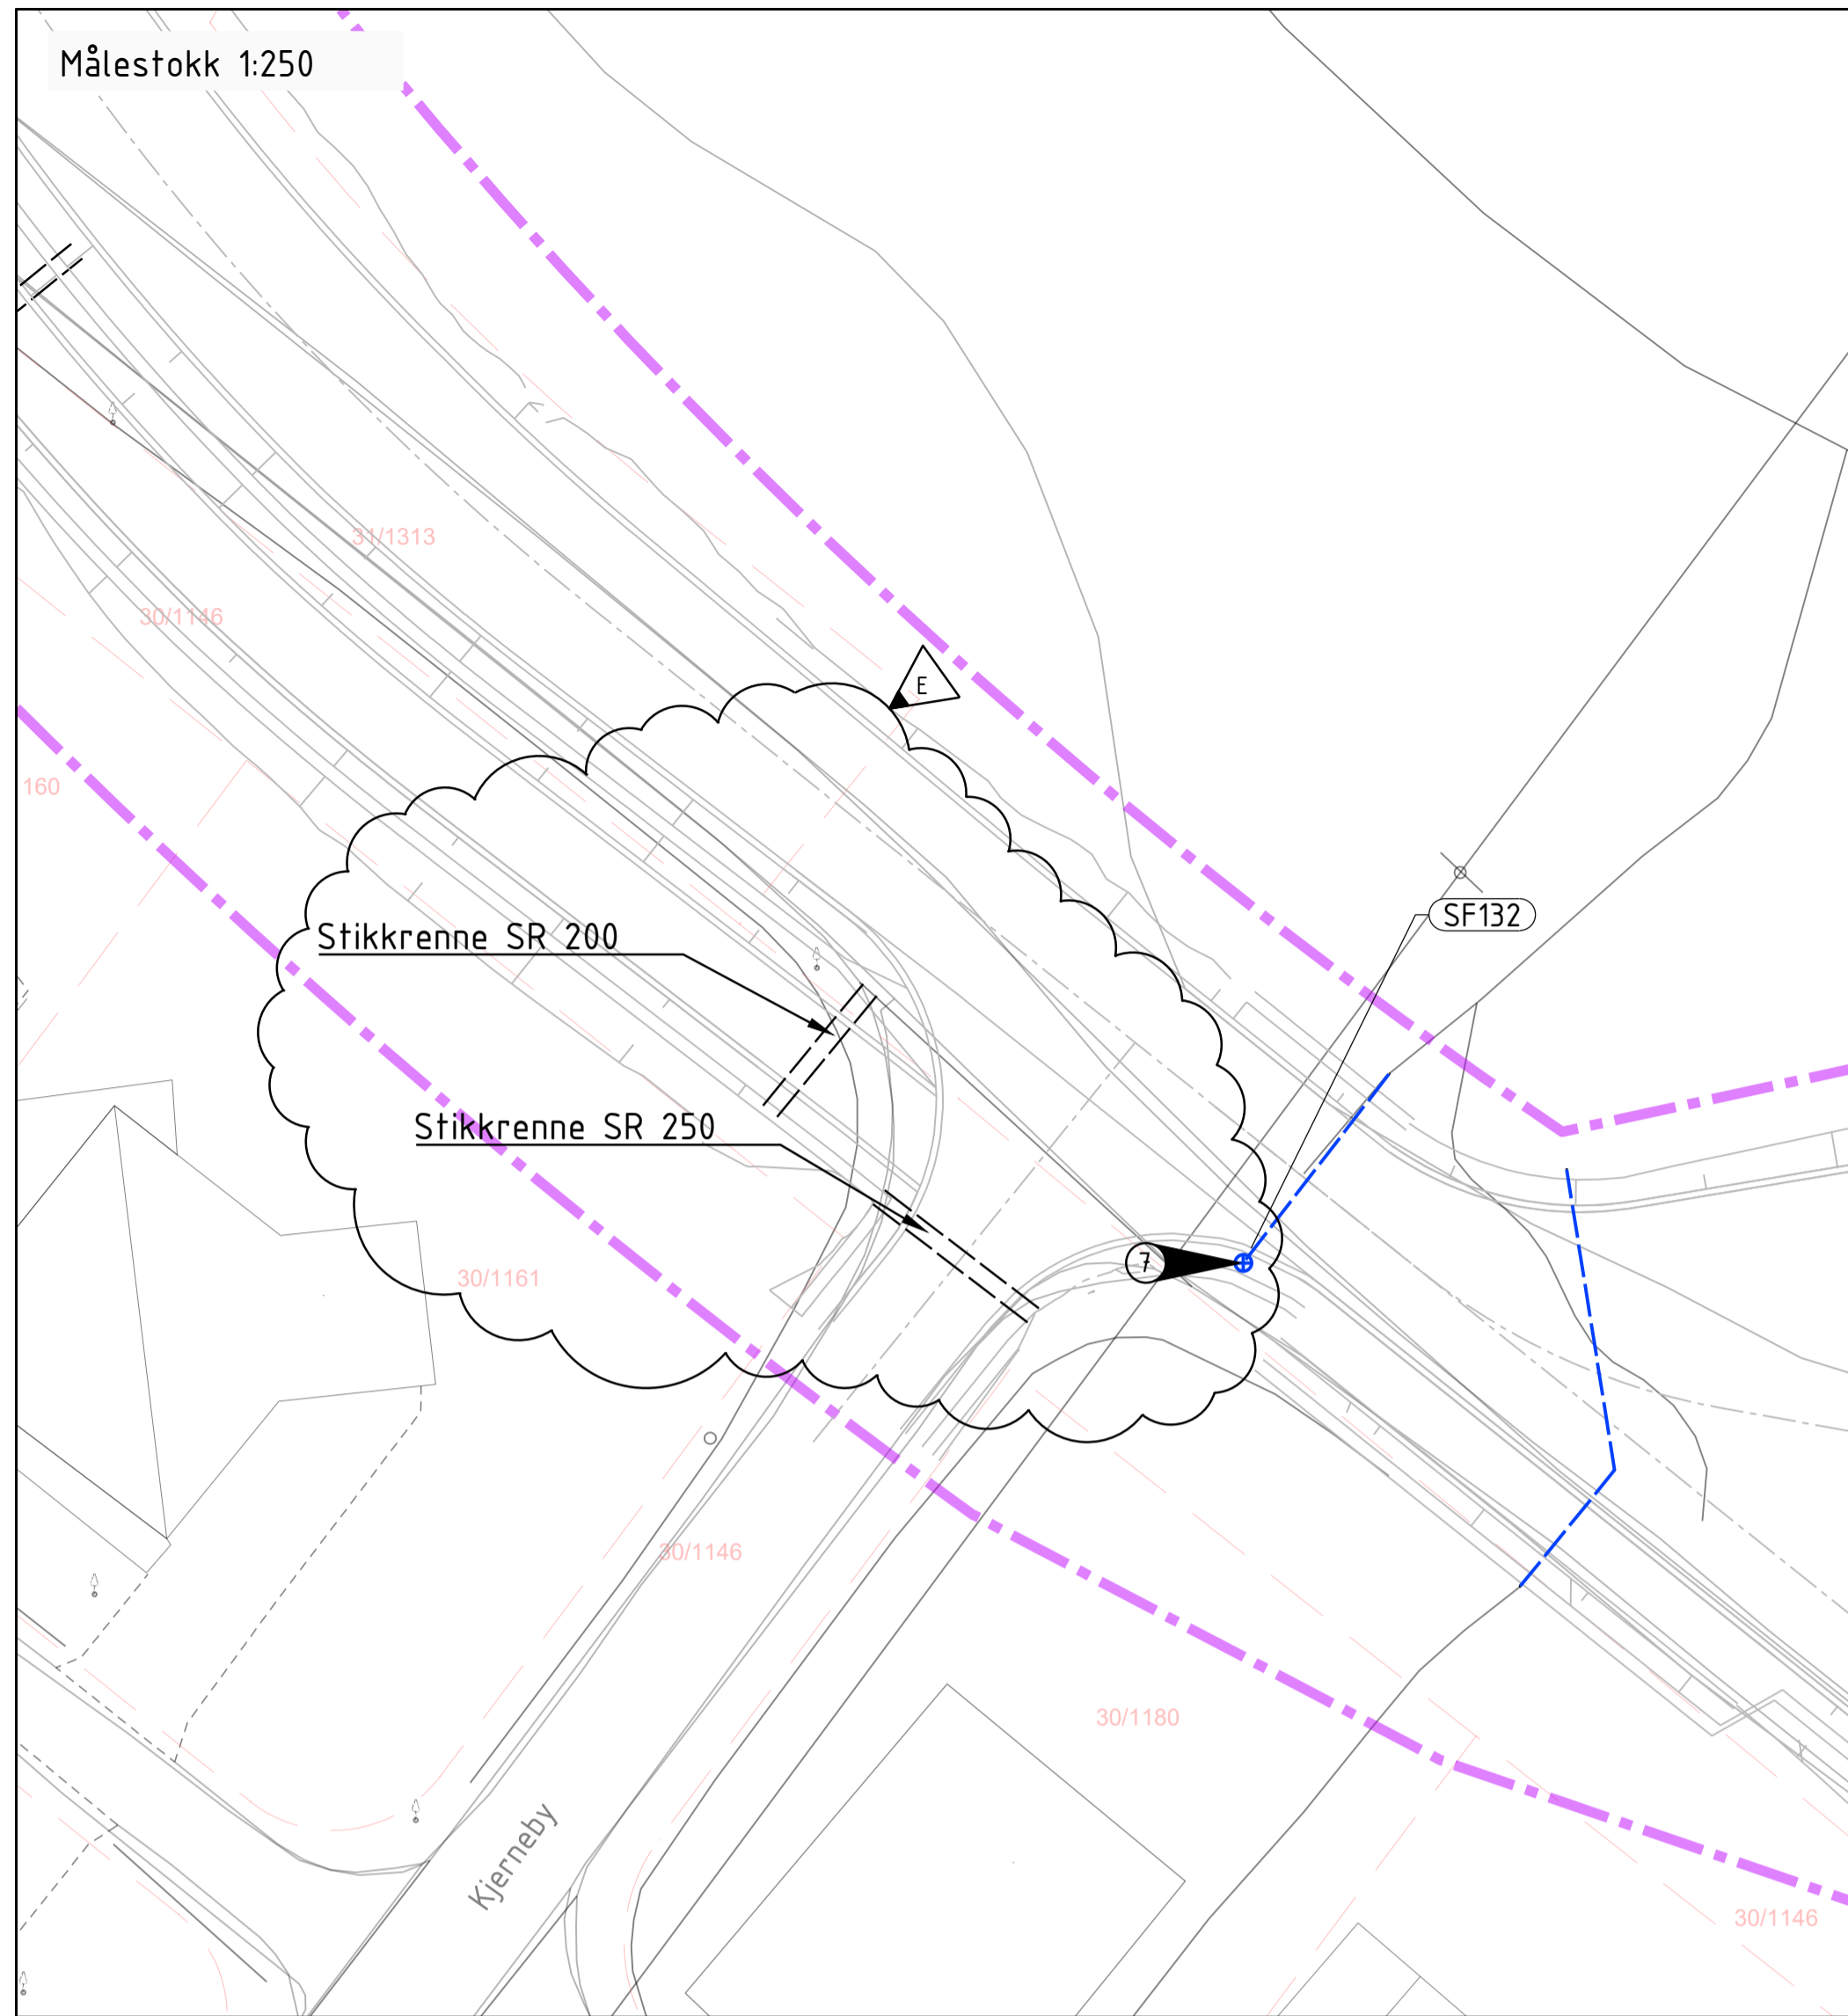 Målestokk 1:250
31/1313
30/1146
E
160
SF132
Stikkrenne SR 200
Stikkrenne SR 250
7
30/1161
30/1146
30/1180
Kjerneby
30/1146